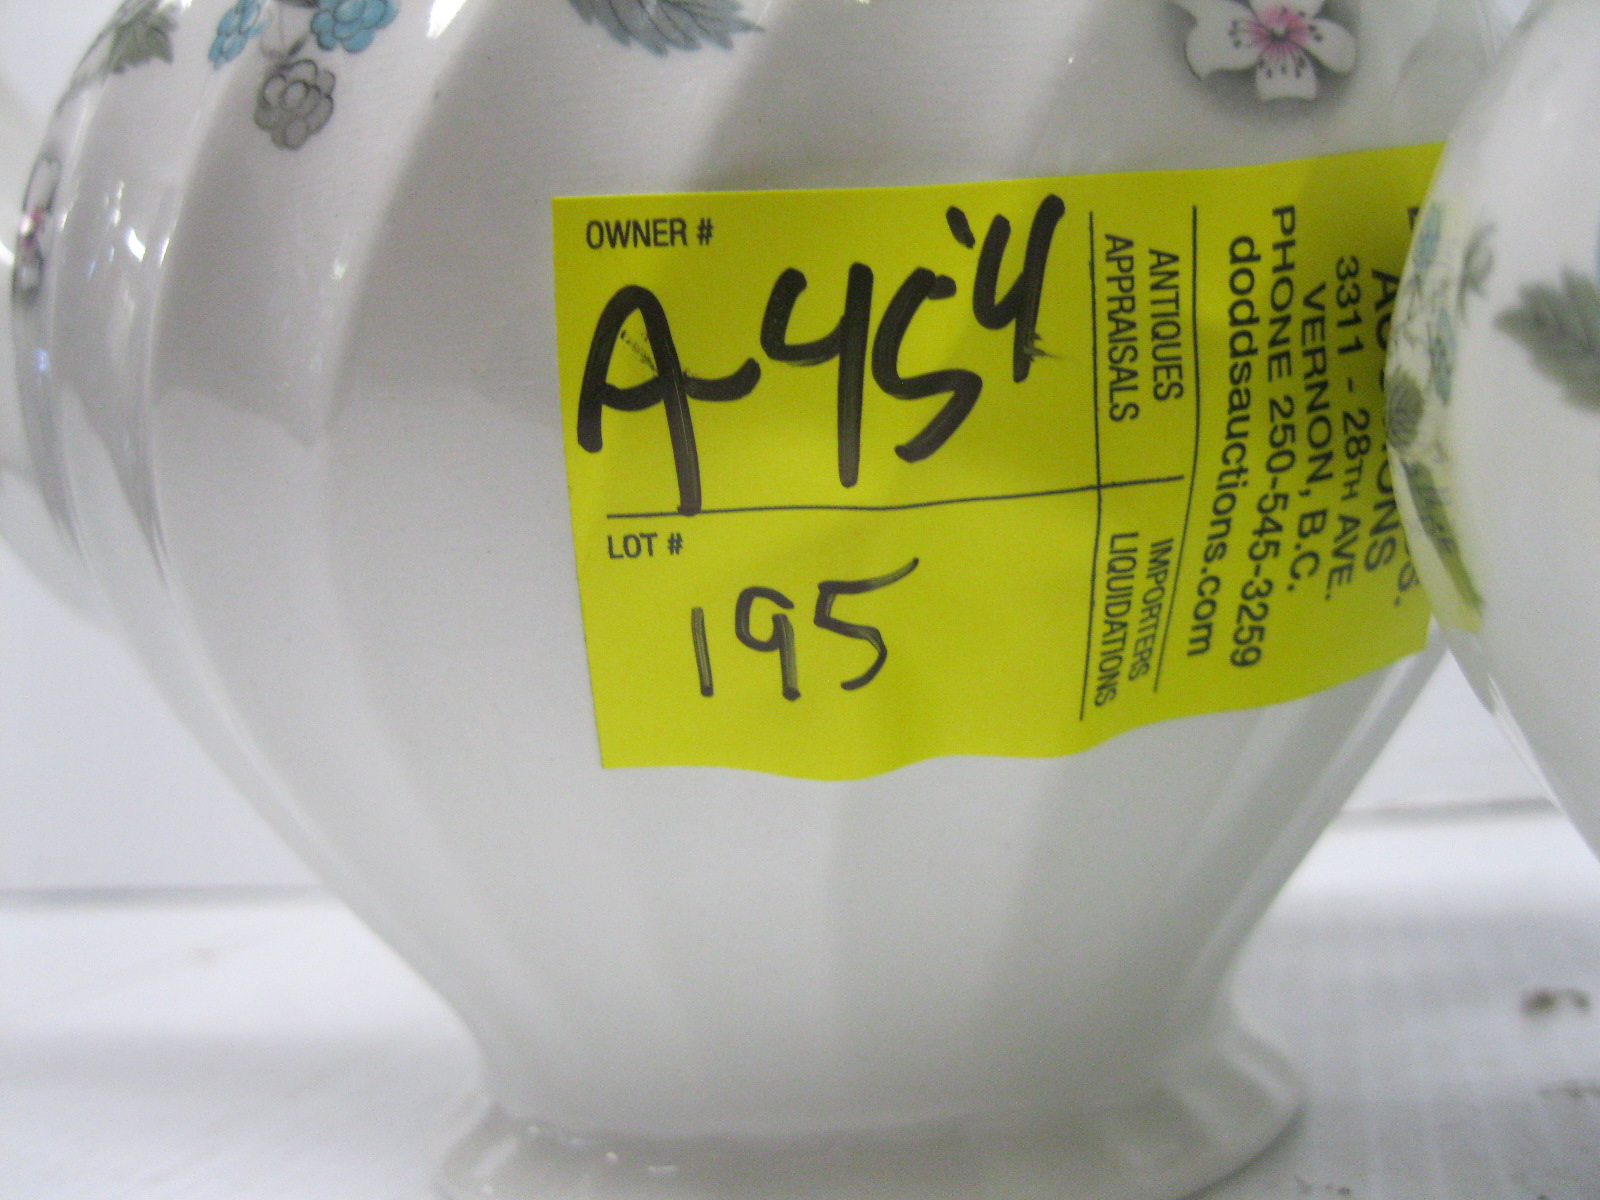 OWNER #
A-454
LOT #
195
ANTIQUES
APPRAISALS
IMPORTERS
LIQUIDATIONS
3311 - 28TH AVE.
VERNON, B.C.
PHONE 250-545-3259
doddsauctions.com